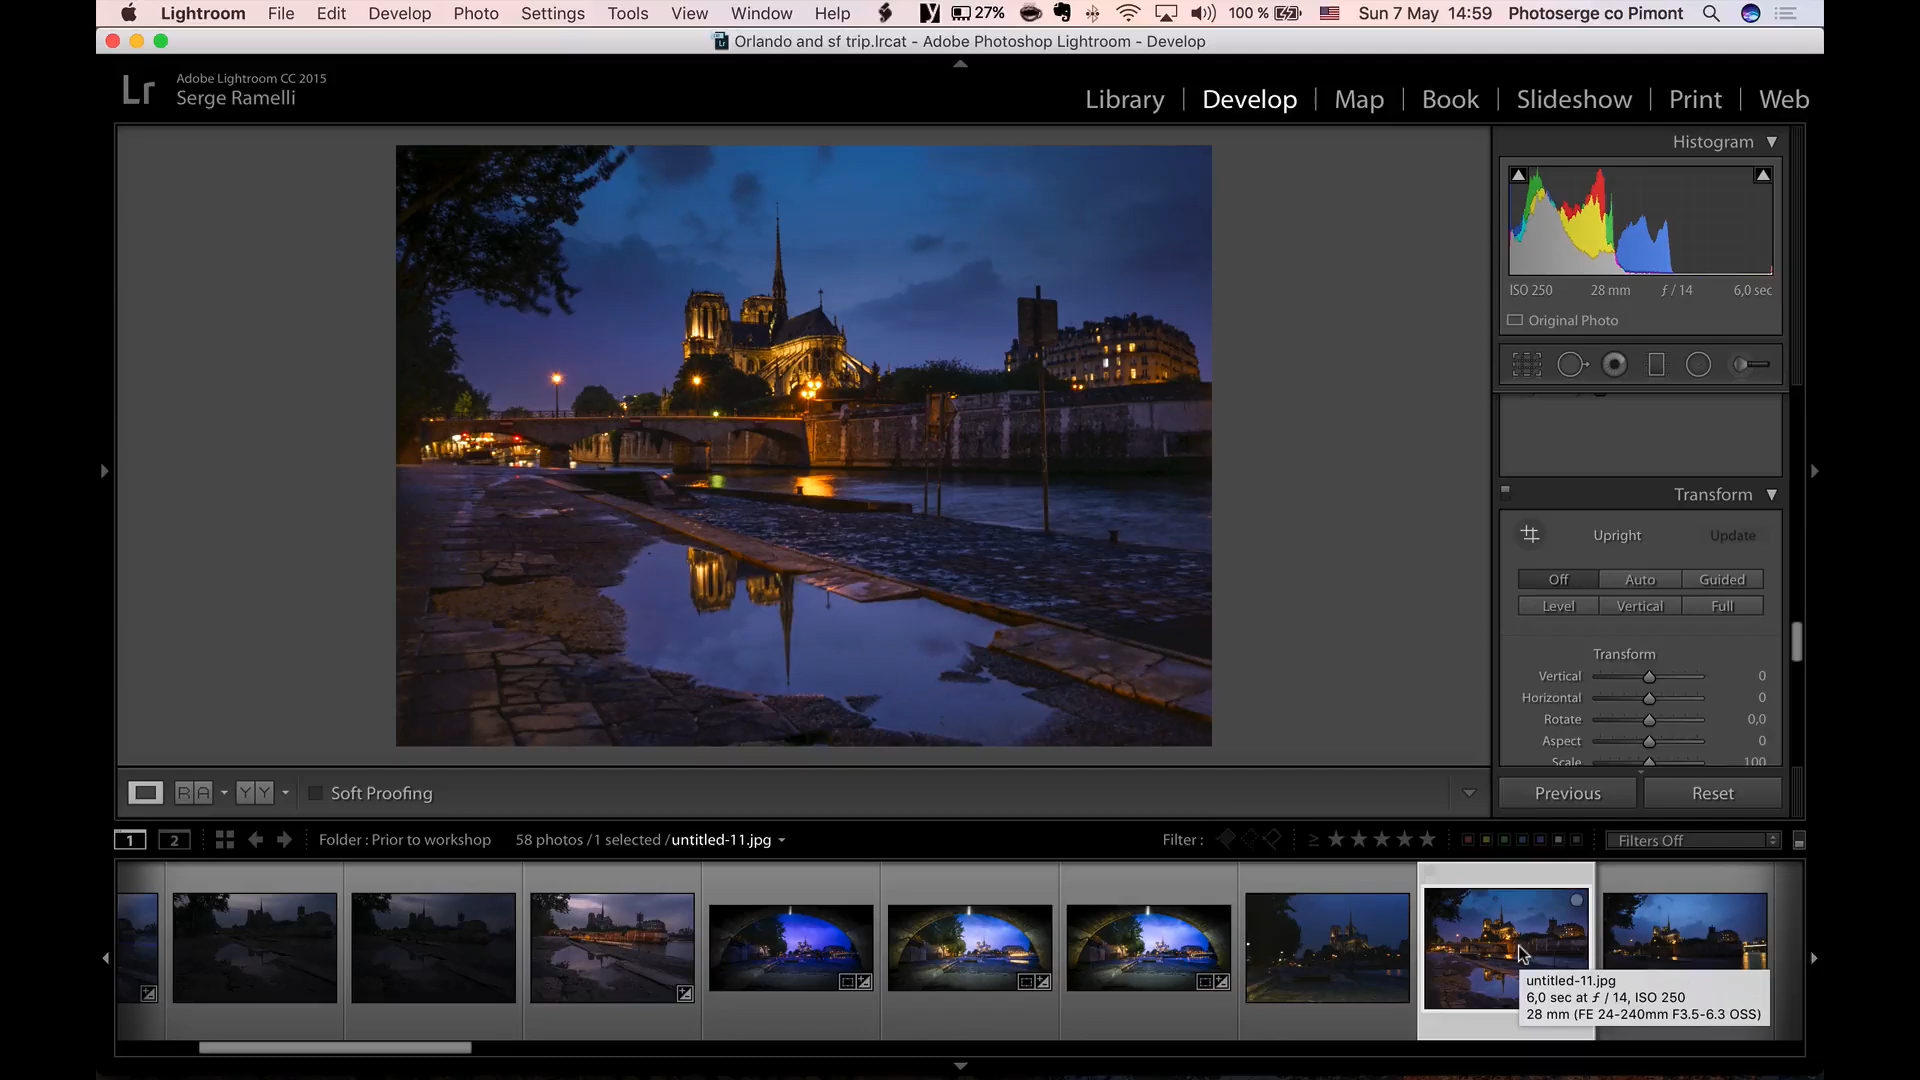 Lightroom File Edit Develop Photo Settings Tools View Window Help 27% 100 % Sun 7 May 14:59 Photoserge co Pimont
Orlando and sf trip.lrcat - Adobe Photoshop Lightroom - Develop
Lr
Adobe Lightroom CC 2015
Serge Ramelli
Library | Develop | Map | Book | Slideshow | Print | Web
Histogram
ISO 250 28 mm ƒ / 14 6,0 sec
Original Photo
Transform
Upright Update
Off Auto Guided
Level Vertical Full
Transform
Vertical 0
Horizontal 0
Rotate 0,0
Aspect 0
Scale 100
Previous Reset
R A Y Y Soft Proofing
1 2 Folder : Prior to workshop 58 photos /1 selected /untitled-11.jpg Filter : ≥ ★ ★ ★ ★ ★ Filters Off
untitled-11.jpg
6,0 sec at ƒ / 14, ISO 250
28 mm (FE 24-240mm F3.5-6.3 OSS)